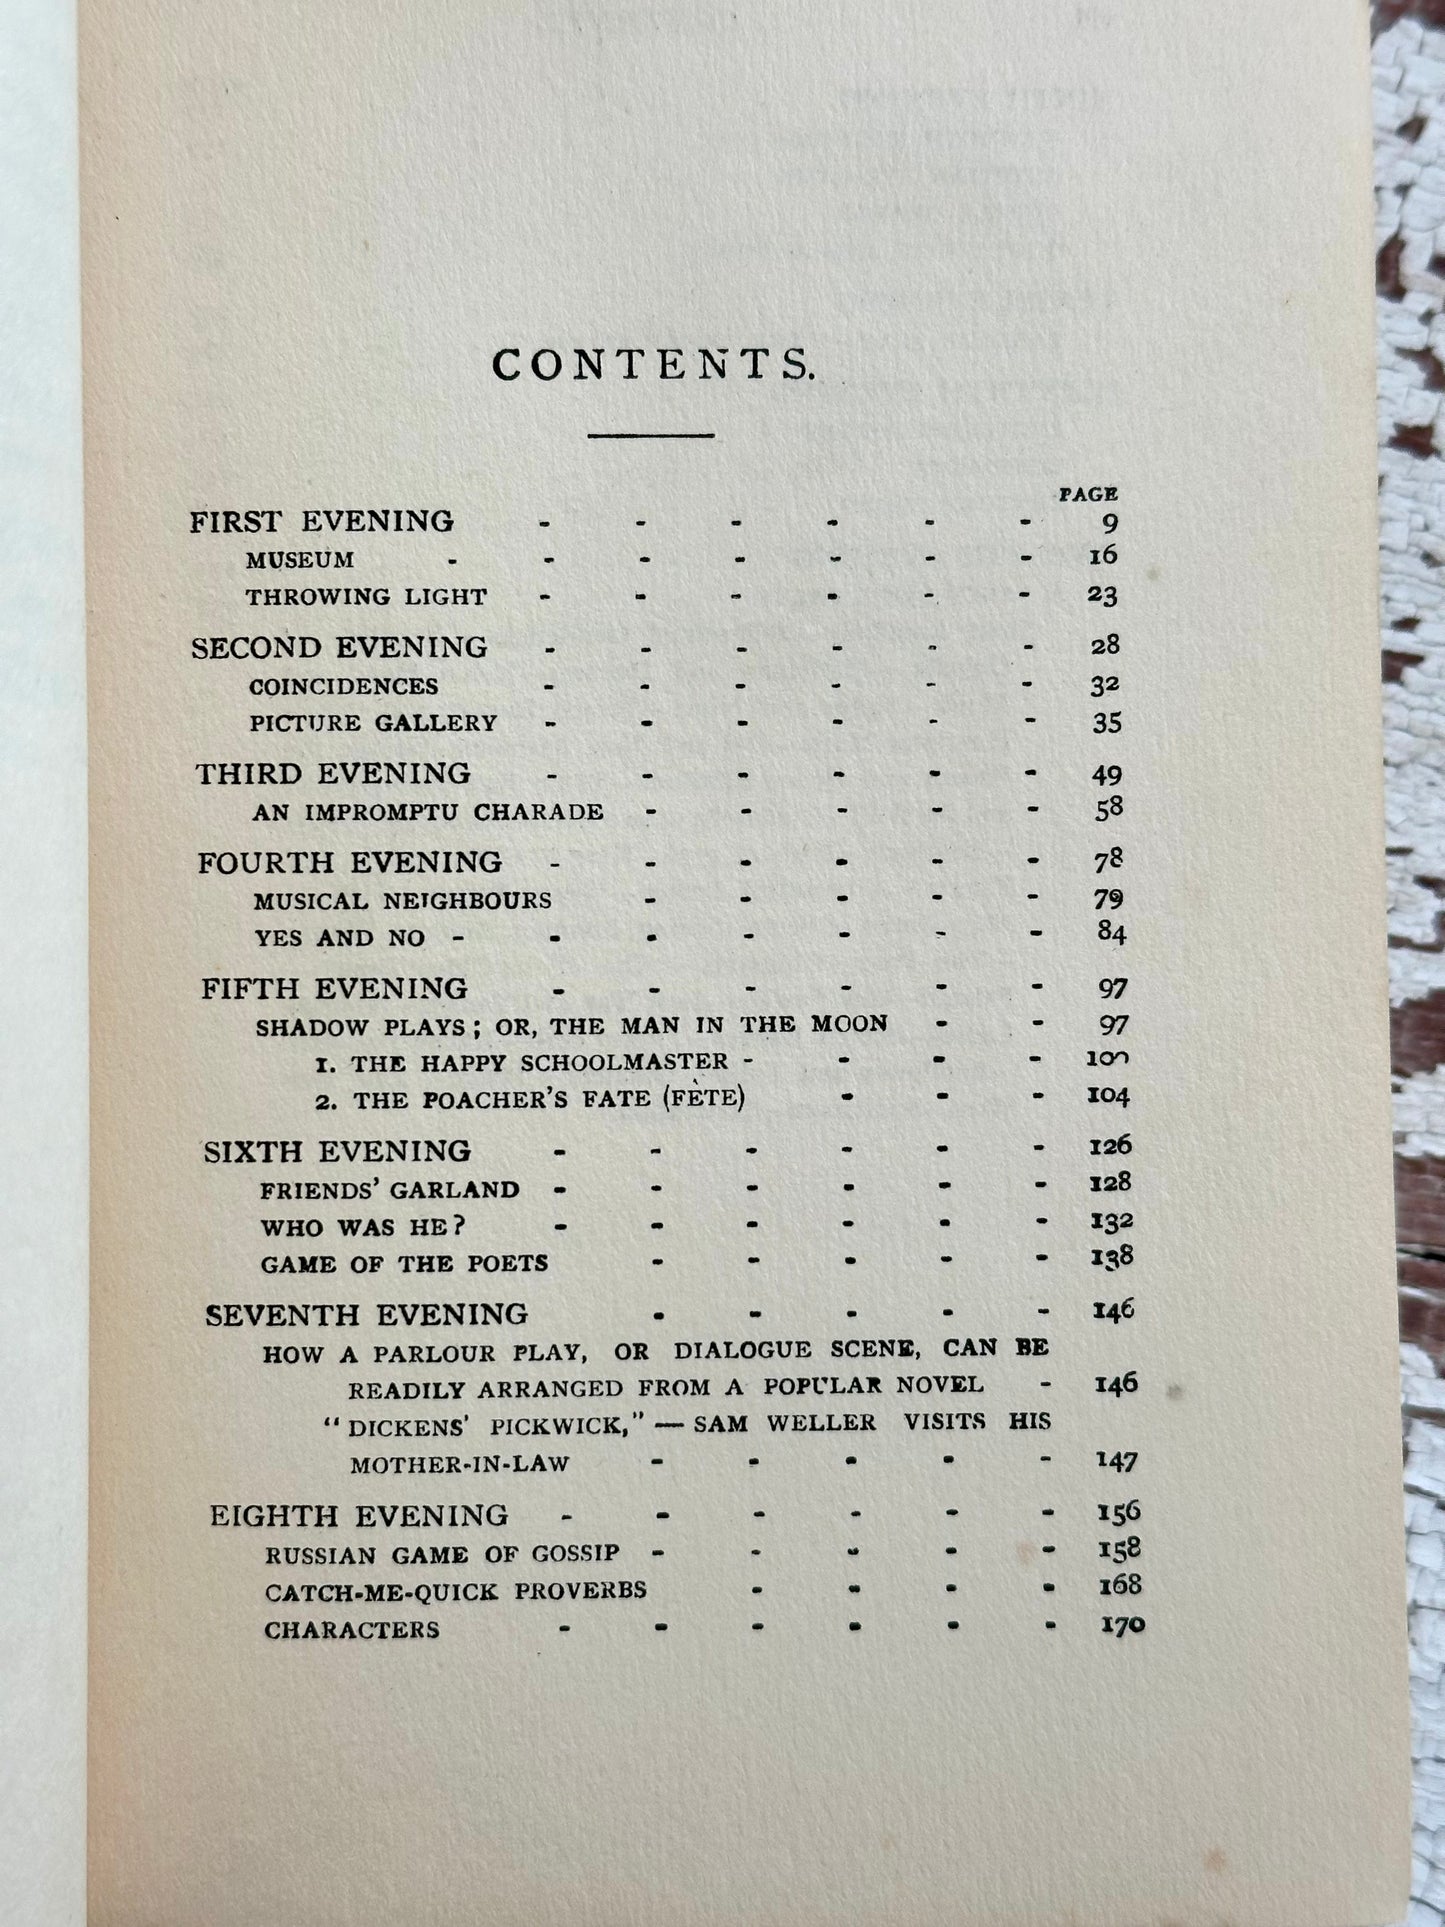 CONTENTS.
PAGE
FIRST EVENING - - - - - - 9
MUSEUM - - - - - - - 16
THROWING LIGHT - - - - - - 23
SECOND EVENING - - - - - - 28
COINCIDENCES - - - - - - 32
PICTURE GALLERY - - - - - - 35
THIRD EVENING - - - - - - 49
AN IMPROMPTU CHARADE - - - - - 58
FOURTH EVENING - - - - - - 78
MUSICAL NEIGHBOURS - - - - - 79
YES AND NO - - - - - - - 84
FIFTH EVENING - - - - - - 97
SHADOW PLAYS; OR, THE MAN IN THE MOON - - 97
1. THE HAPPY SCHOOLMASTER - - - - 100
2. THE POACHER'S FATE (FÈTE) - - - 104
SIXTH EVENING - - - - - - 126
FRIENDS' GARLAND - - - - - - 128
WHO WAS HE? - - - - - - 132
GAME OF THE POETS - - - - - 138
SEVENTH EVENING - - - - - 146
HOW A PARLOUR PLAY, OR DIALOGUE SCENE, CAN BE
READILY ARRANGED FROM A POPULAR NOVEL - 146
"DICKENS' PICKWICK," — SAM WELLER VISITS HIS
MOTHER-IN-LAW - - - - - 147
EIGHTH EVENING - - - - - - 156
RUSSIAN GAME OF GOSSIP - - - - - 158
CATCH-ME-QUICK PROVERBS - - - - 168
CHARACTERS - - - - - - 170